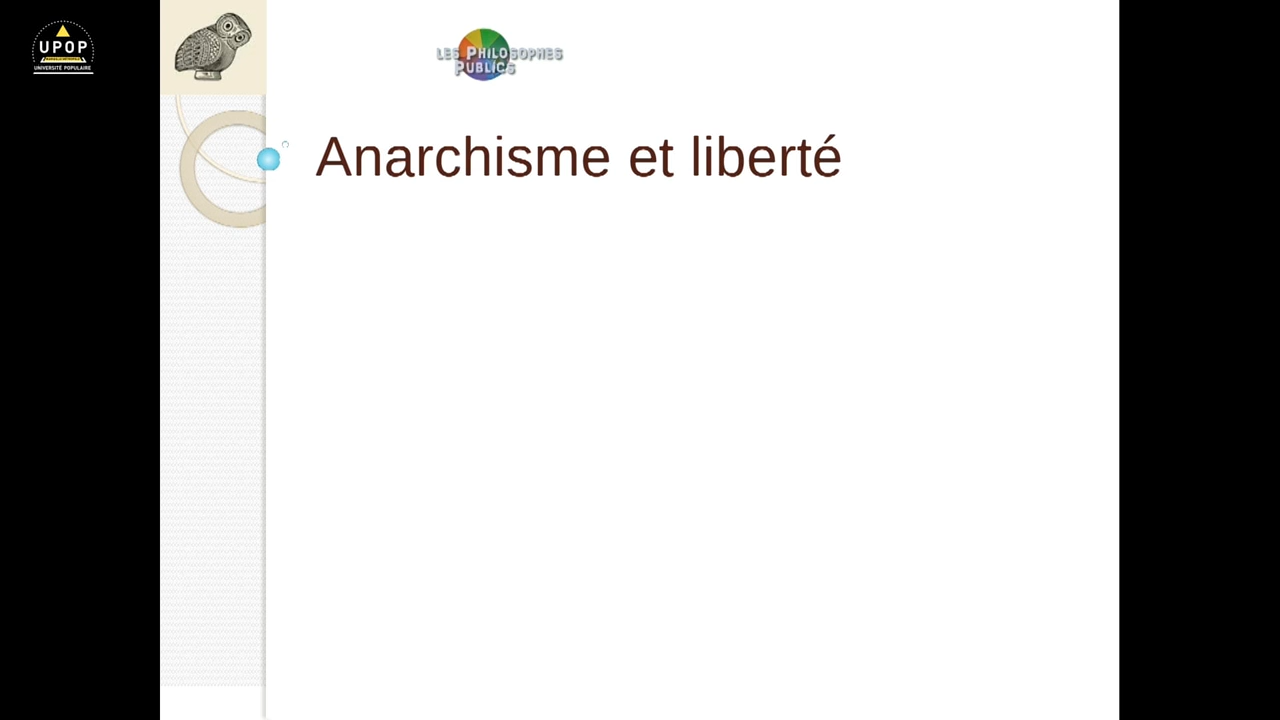 UPOP
UNIVERSITÉ POPULAIRE
LES PHILOSOPHES
PUBLICS
Anarchisme et liberté